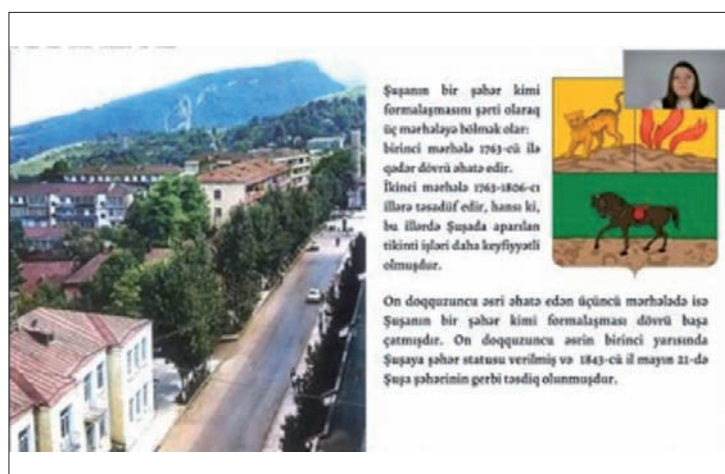 Şuşanın bir şəhər kimi
formalaşmasını şərti olaraq
üç mərhələyə bölmək olar:
birinci mərhələ 1763-cü ilə
qədər dövrü əhatə edir.
İkinci mərhələ 1763-1806-cı
illərə təsadüf edir, hansı ki,
bu illərdə Şuşada aparılan
tikinti işləri daha keyfiyyətli
olmuşdur.
On doqquzuncu əsri əhatə edən üçüncü mərhələdə isə
Şuşanın bir şəhər kimi formalaşması dövrü başa
çatmışdır. On doqquzuncu əsrin birinci yarısında
Şuşaya şəhər statusu verilmiş və 1843-cü il mayın 21-də
Şuşa şəhərinin gerbi təsdiq olunmuşdur.